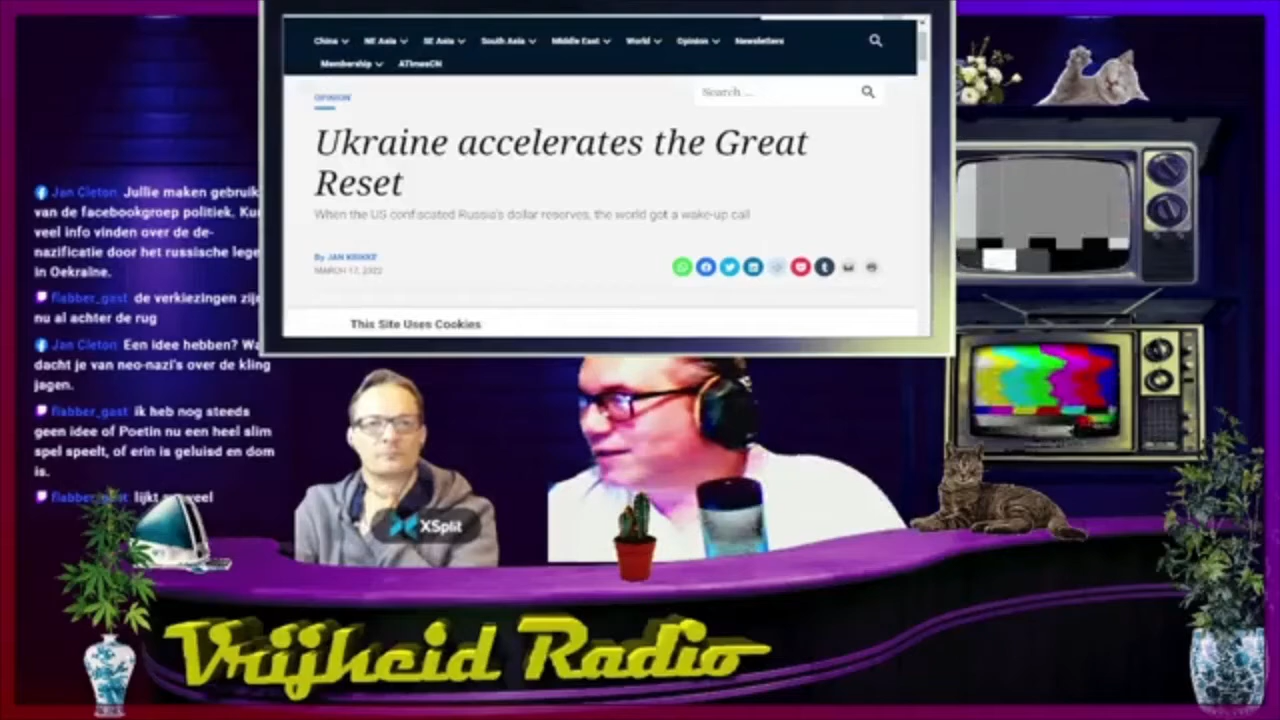 China NE Asia SE Asia South Asia Middle East World Opinion Newsletters
Membership ATimesCN
OPINION
Search ...
Ukraine accelerates the Great
Reset
When the US confiscated Russia's dollar reserves, the world got a wake-up call
By JAN KRIKKE
MARCH 17, 2022
This Site Uses Cookies
Jan Cleton Jullie maken gebruik
van de facebookgroep politiek.
veel info vinden over de de-
nazificatie door het russische
in Oekraïne.
flabber_gast de verkiezingen
nu al achter de rug
Jan Cleton Een idee hebben?
dacht je van neo-nazi's over de kling
jagen.
flabber_gast ik heb nog steeds
geen idee of Poetin nu een heel slim
spel speelt, of erin is geluisd en dom
is.
lijkt
XSplit
Vrijheid Radio